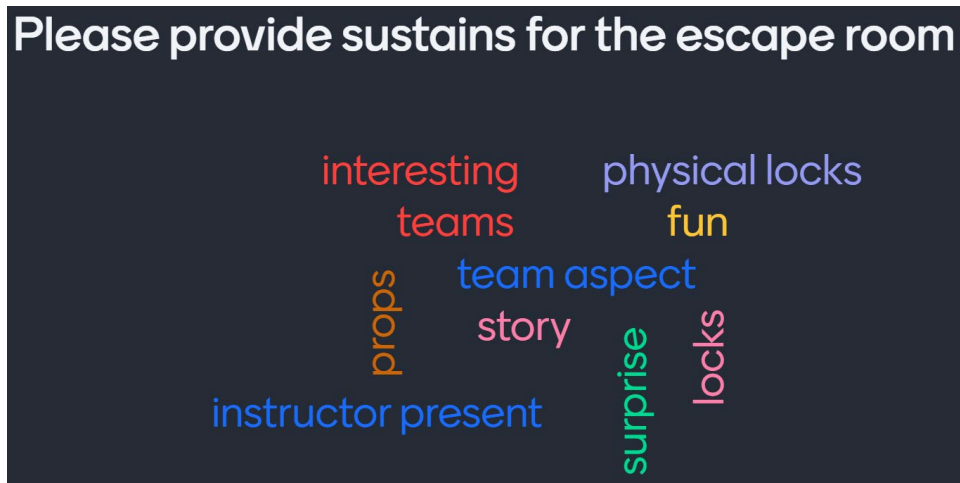 Please provide sustains for the escape room
interesting
physical locks
teams
fun
team aspect
props
story
locks
surprise
instructor present